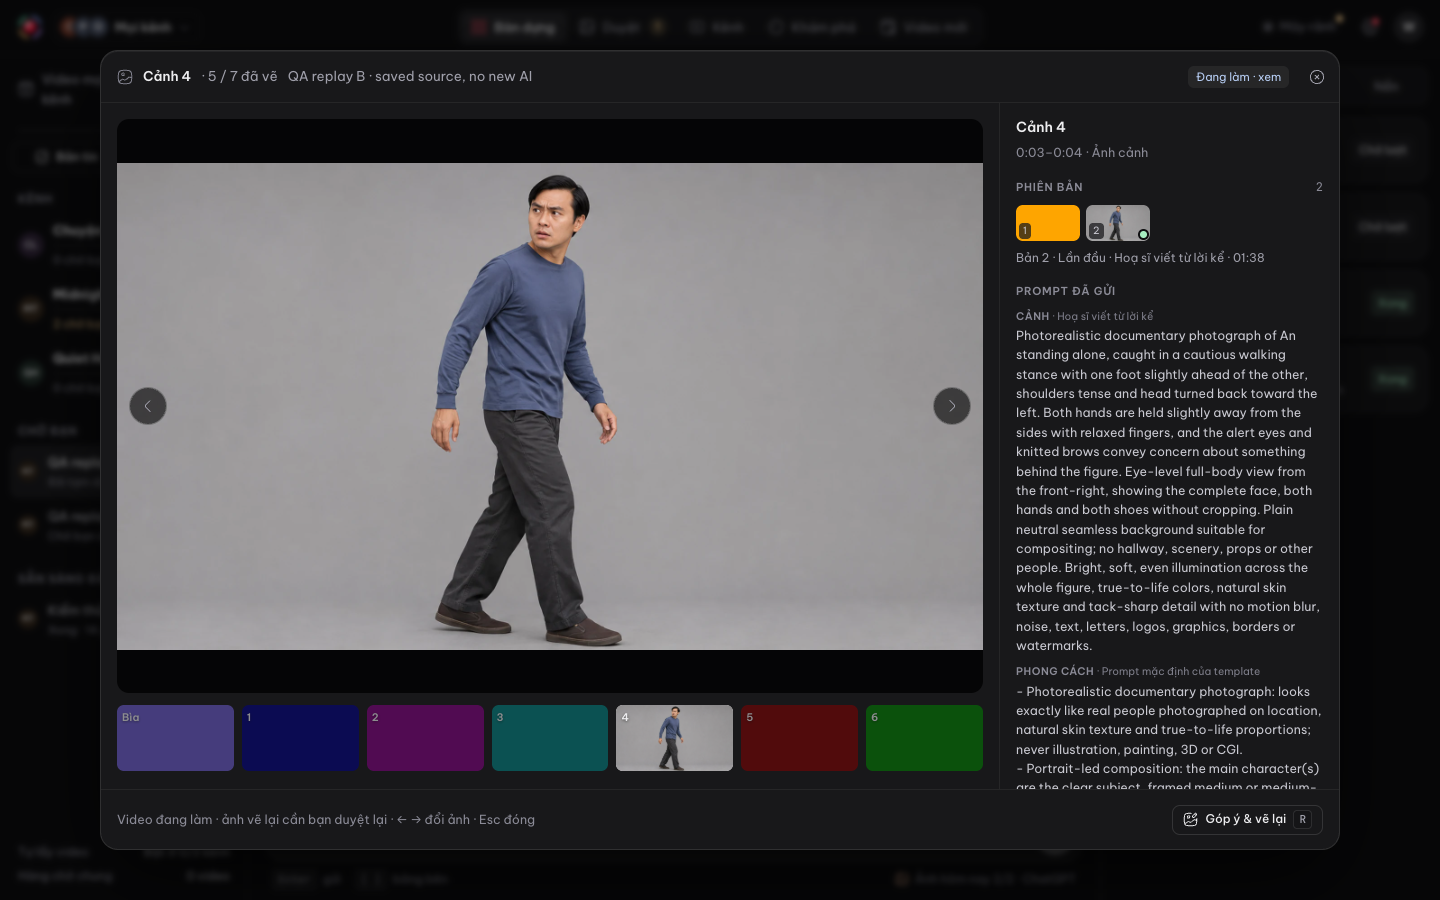 Cảnh 4 · 5 / 7 đã vẽ QA replay B · saved source, no new AI
Đang làm · xem
Bìa
1
2
3
4
5
6
Cảnh 4
0:03–0:04 · Ảnh cảnh
PHIÊN BẢN 2
1
2
Bản 2 · Lần đầu · Hoạ sĩ viết từ lời kể · 01:38
PROMPT ĐÃ GỬI
CẢNH · Hoạ sĩ viết từ lời kể
Photorealistic documentary photograph of An
standing alone, caught in a cautious walking
stance with one foot slightly ahead of the other,
shoulders tense and head turned back toward the
left. Both hands are held slightly away from the
sides with relaxed fingers, and the alert eyes and
knitted brows convey concern about something
behind the figure. Eye-level full-body view from
the front-right, showing the complete face, both
hands and both shoes without cropping. Plain
neutral seamless background suitable for
compositing; no hallway, scenery, props or other
people. Bright, soft, even illumination across the
whole figure, true-to-life colors, natural skin
texture and tack-sharp detail with no motion blur,
noise, text, letters, logos, graphics, borders or
watermarks.
PHONG CÁCH · Prompt mặc định của template
- Photorealistic documentary photograph: looks
exactly like real people photographed on location,
natural skin texture and true-to-life proportions;
never illustration, painting, 3D or CGI.
- Portrait-led composition: the main character(s)
are the clear subject, framed medium or medium-
Video đang làm · ảnh vẽ lại cần bạn duyệt lại · ← → đổi ảnh · Esc đóng
Góp ý & vẽ lại R